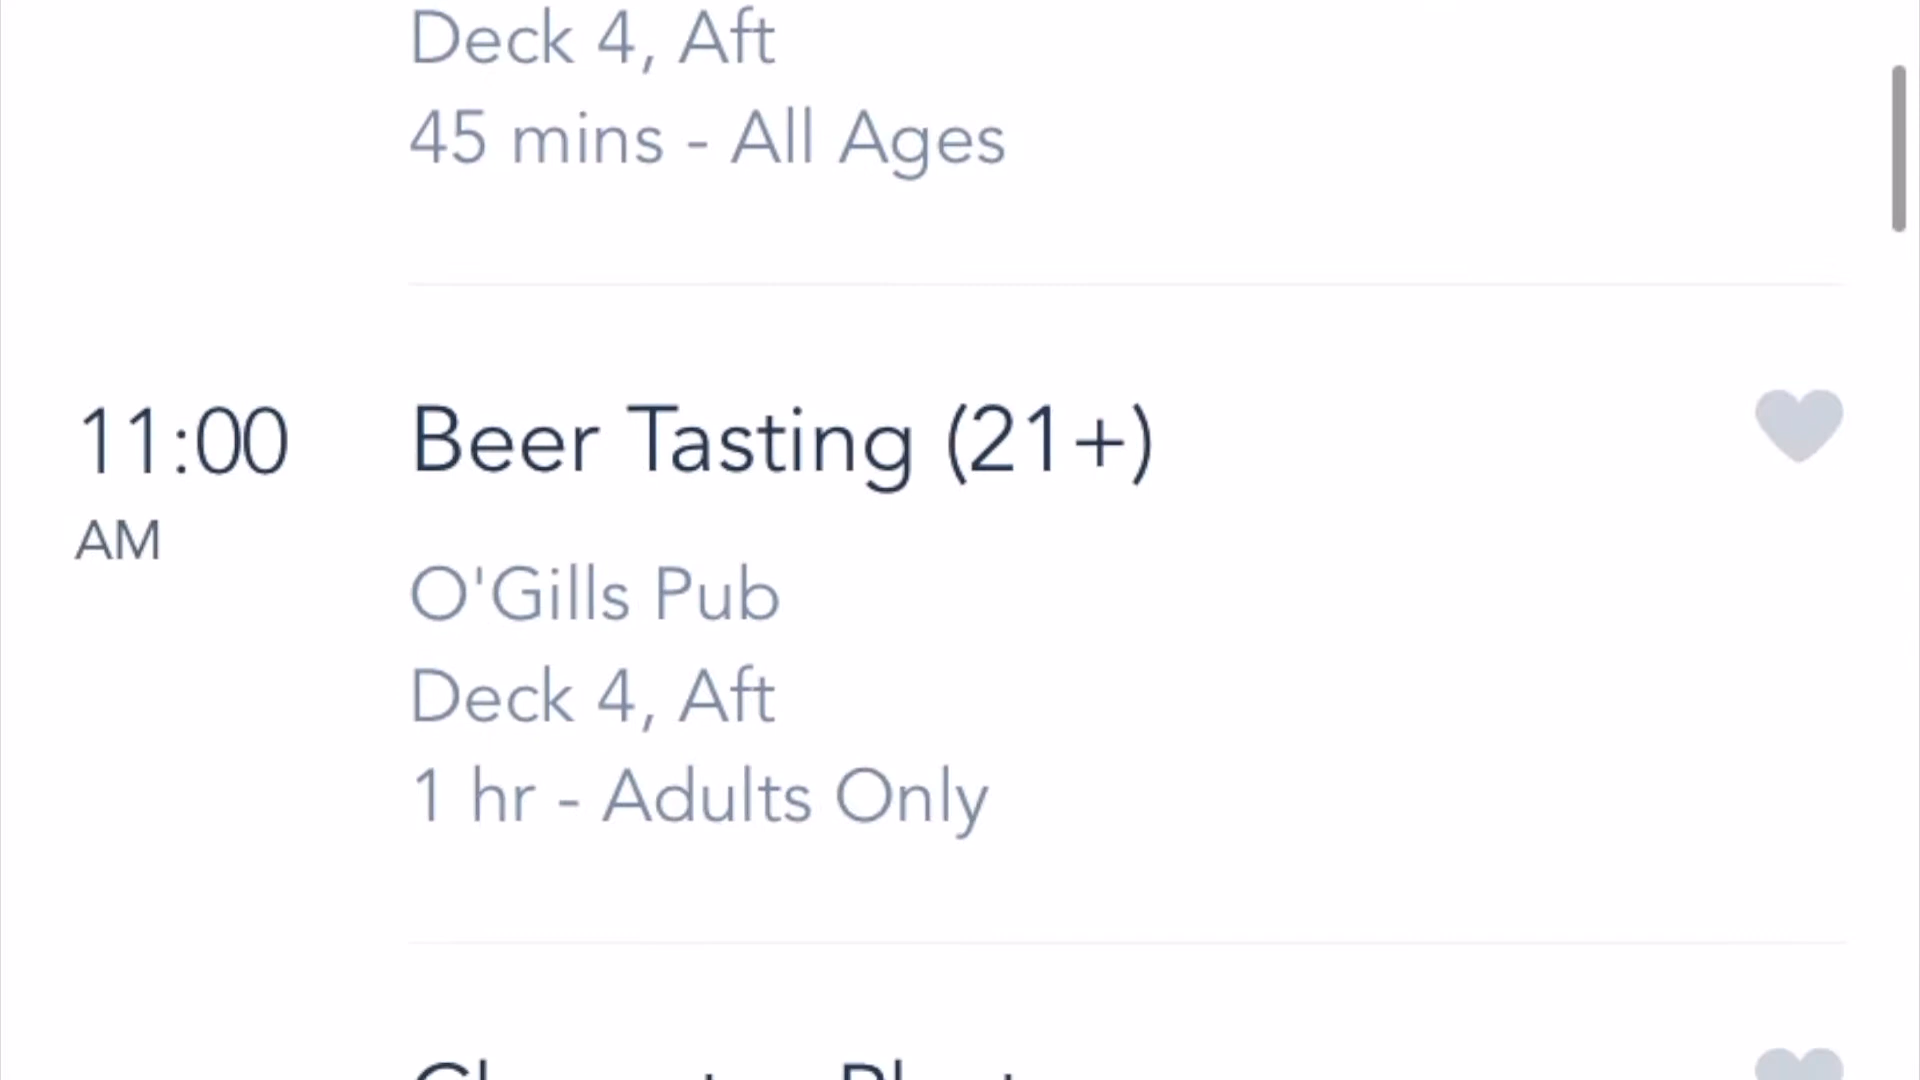 Deck 4, Aft
45 mins - All Ages
11:00 Beer Tasting (21+)
AM
O'Gills Pub
Deck 4, Aft
1 hr - Adults Only